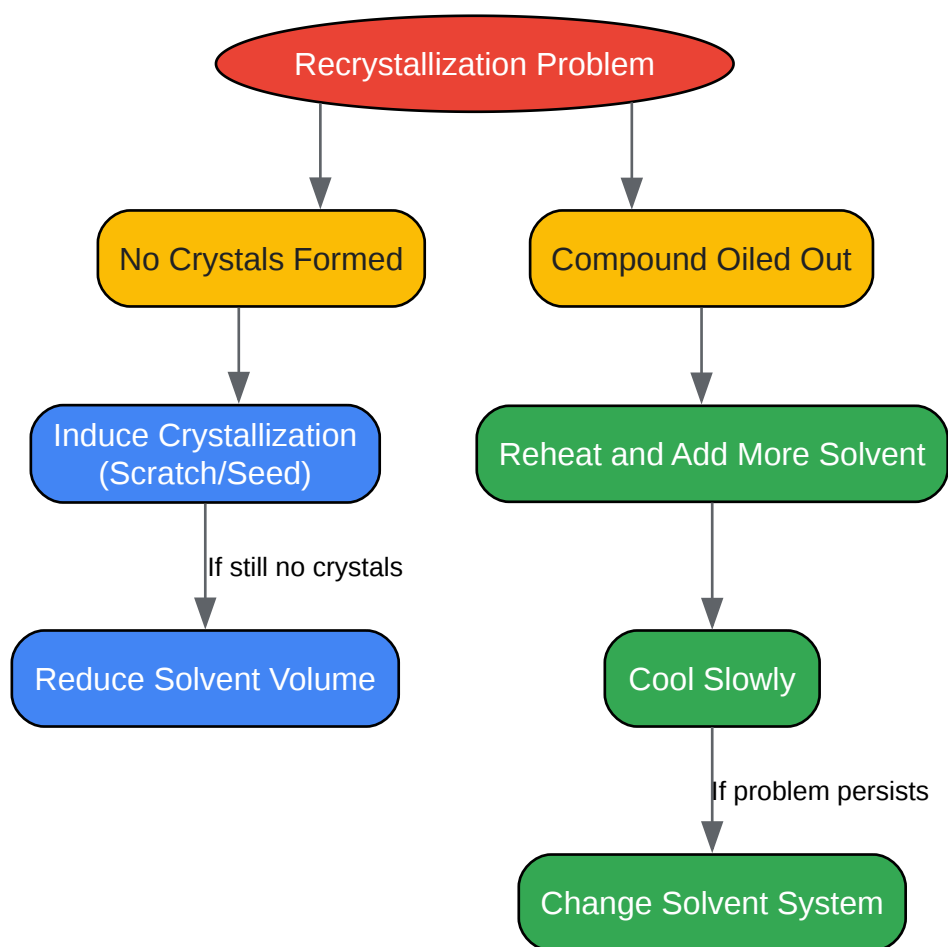 Recrystallization Problem
No Crystals Formed
Compound Oiled Out
Induce Crystallization
(Scratch/Seed)
Reheat and Add More Solvent
If still no crystals
Reduce Solvent Volume
Cool Slowly
If problem persists
Change Solvent System